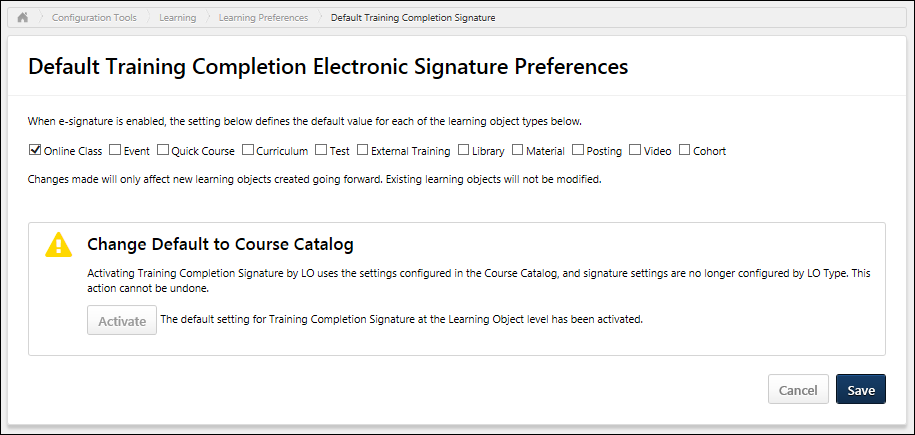 Configuration Tools Learning Learning Preferences Default Training Completion Signature
Default Training Completion Electronic Signature Preferences
When e-signature is enabled, the setting below defines the default value for each of the learning object types below.
Online Class Event Quick Course Curriculum Test External Training Library Material Posting Video Cohort
Changes made will only affect new learning objects created going forward. Existing learning objects will not be modified.
Change Default to Course Catalog
Activating Training Completion Signature by LO uses the settings configured in the Course Catalog, and signature settings are no longer configured by LO Type. This
action cannot be undone.
Activate The default setting for Training Completion Signature at the Learning Object level has been activated.
Cancel Save